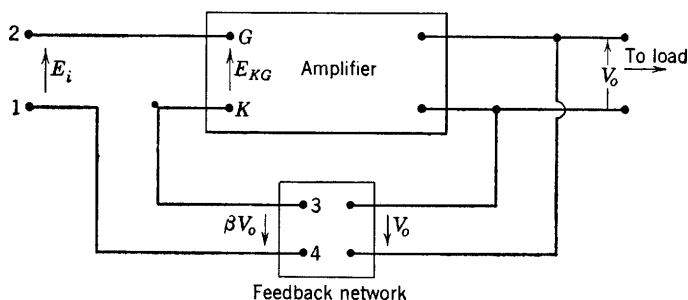 2 G
E_i E_KG Amplifier V_o To load
1 K
3
βV_o V_o
4
Feedback network